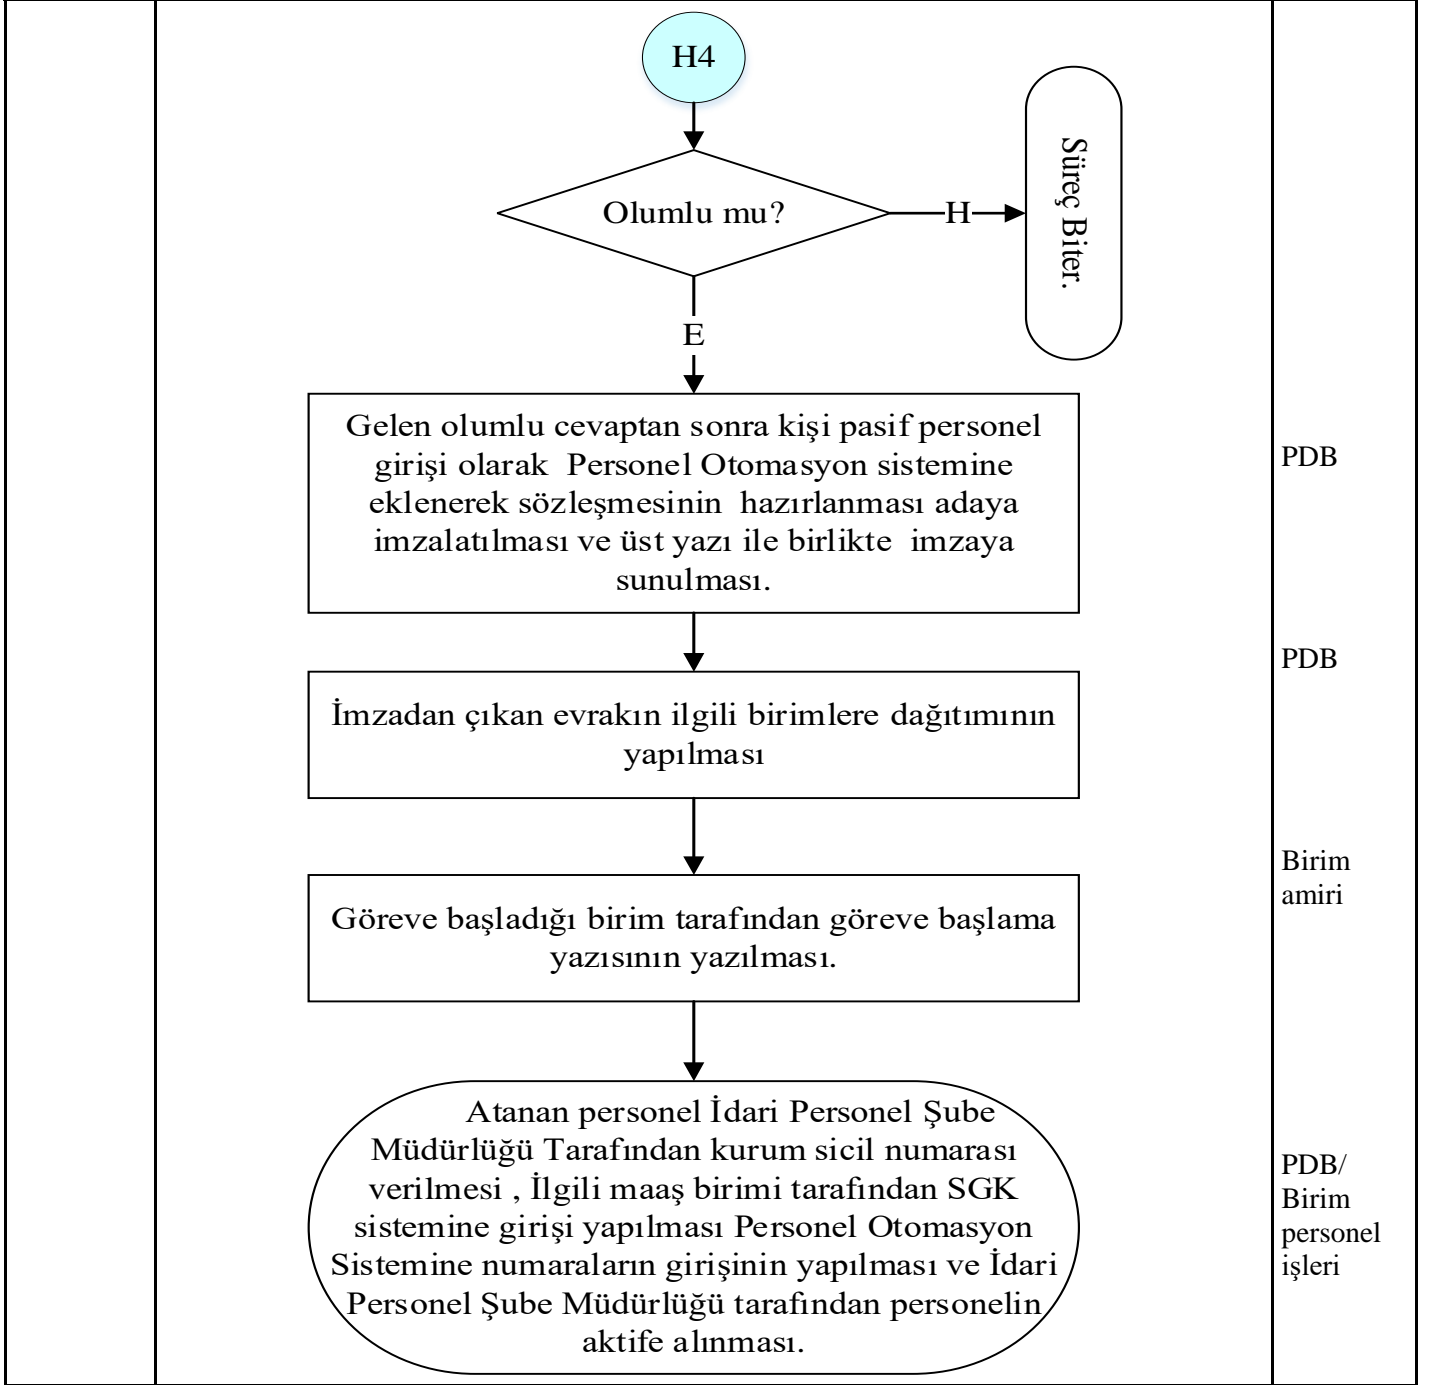 H4
Olumlu mu?
H
Süreç Biter.
E
Gelen olumlu cevaptan sonra kişi pasif personel
girişi olarak  Personel Otomasyon sistemine
eklenerek sözleşmesinin  hazırlanması adaya
imzalatılması ve üst yazı ile birlikte  imzaya
sunulması.
PDB
PDB
İmzadan çıkan evrakın ilgili birimlere dağıtımının
yapılması
Birim
amiri
Göreve başladığı birim tarafından göreve başlama
yazısının yazılması.
Atanan personel İdari Personel Şube
Müdürlüğü Tarafından kurum sicil numarası
verilmesi , İlgili maaş birimi tarafından SGK
sistemine girişi yapılması Personel Otomasyon
Sistemine numaraların girişinin yapılması ve İdari
Personel Şube Müdürlüğü tarafından personelin
aktife alınması.
PDB/
Birim
personel
işleri